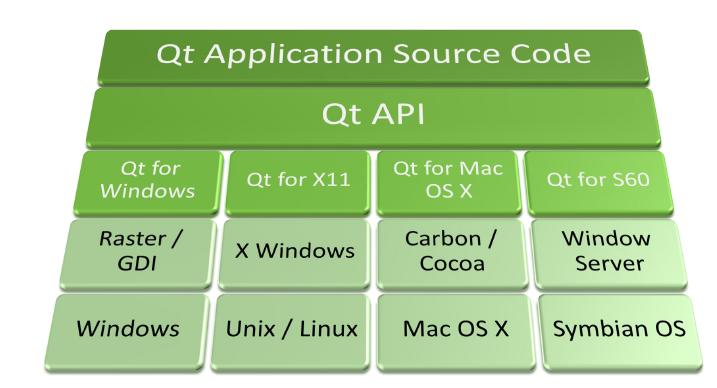 Qt Application Source Code
Qt API
Qt for
Windows
Qt for X11
Qt for Mac
OS X
Qt for S60
Raster /
GDI
X Windows
Carbon /
Cocoa
Window
Server
Windows
Unix / Linux
Mac OS X
Symbian OS